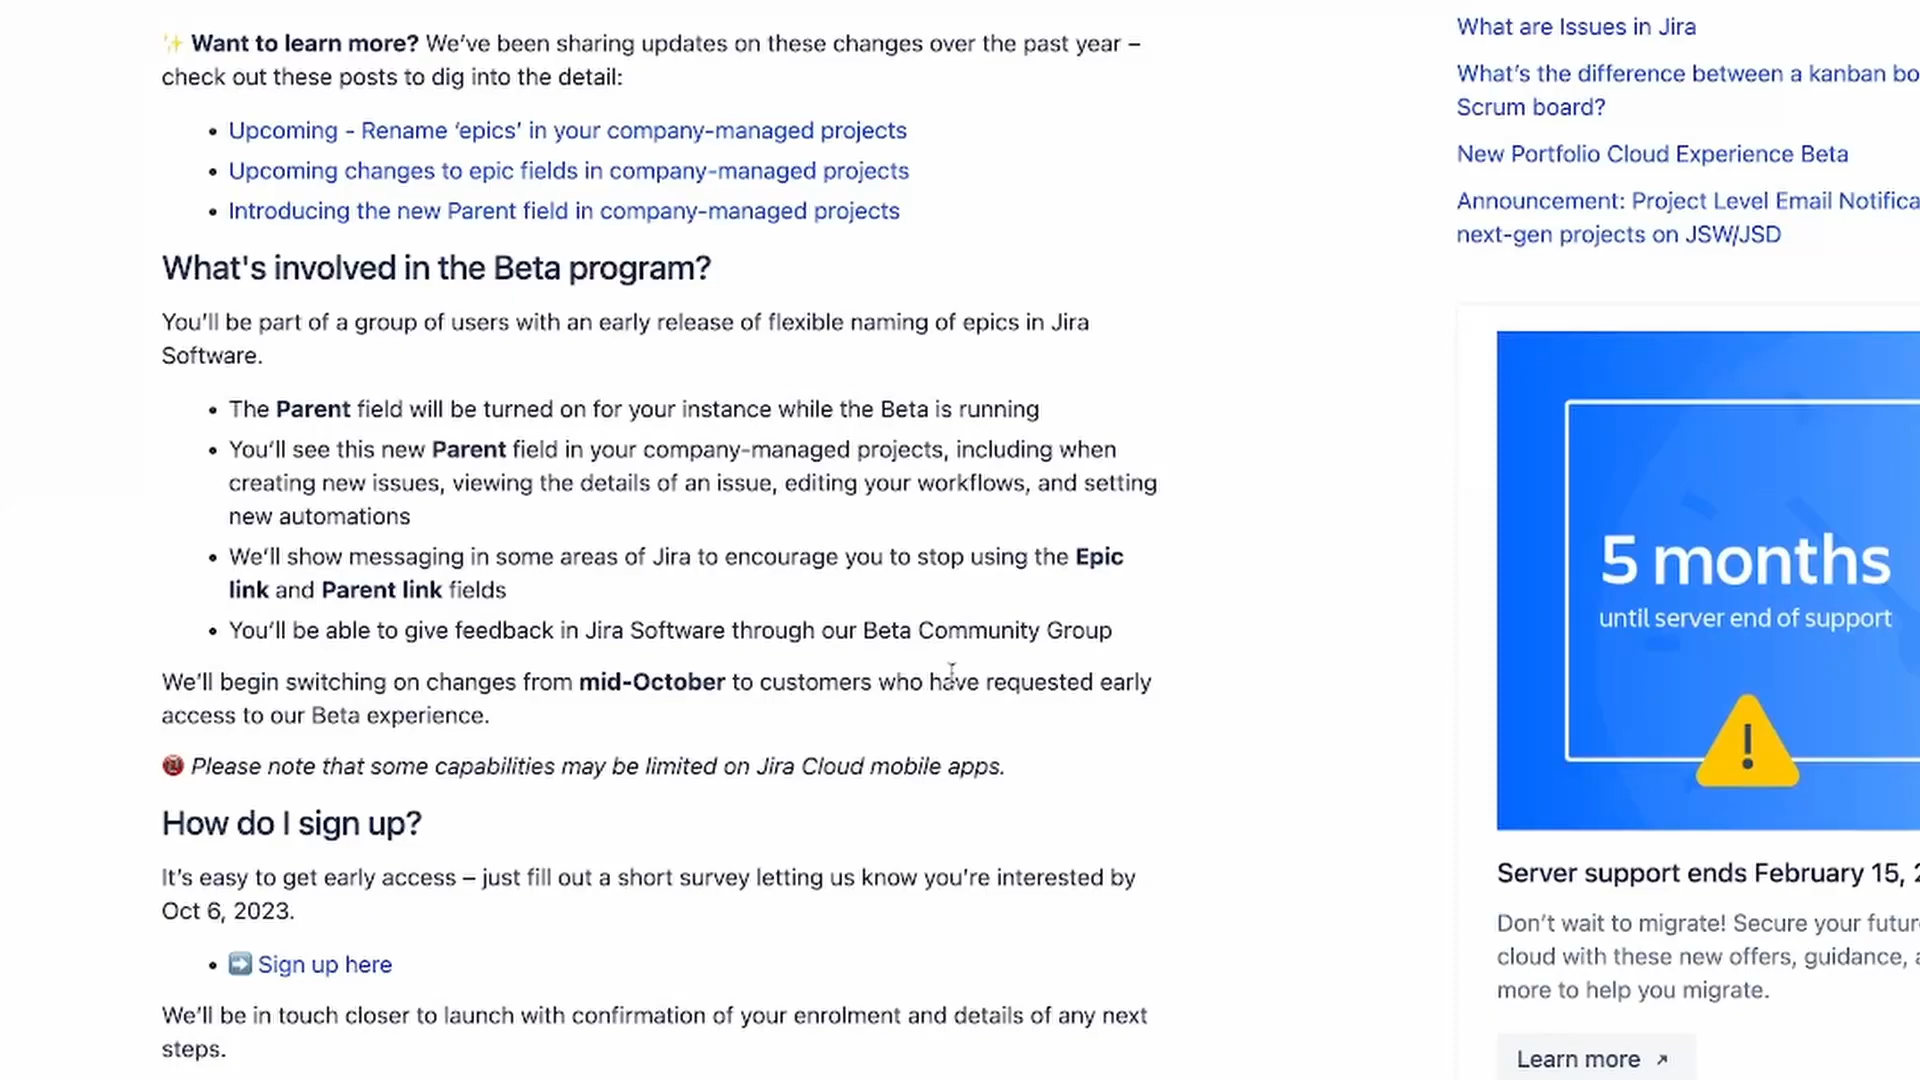 ✨ Want to learn more? We've been sharing updates on these changes over the past year –
check out these posts to dig into the detail:
• Upcoming - Rename 'epics' in your company-managed projects
• Upcoming changes to epic fields in company-managed projects
• Introducing the new Parent field in company-managed projects
What's involved in the Beta program?
You'll be part of a group of users with an early release of flexible naming of epics in Jira
Software.
• The Parent field will be turned on for your instance while the Beta is running
• You'll see this new Parent field in your company-managed projects, including when
creating new issues, viewing the details of an issue, editing your workflows, and setting
new automations
• We'll show messaging in some areas of Jira to encourage you to stop using the Epic
link and Parent link fields
• You'll be able to give feedback in Jira Software through our Beta Community Group
We'll begin switching on changes from mid-October to customers who have requested early
access to our Beta experience.
Please note that some capabilities may be limited on Jira Cloud mobile apps.
How do I sign up?
It's easy to get early access – just fill out a short survey letting us know you're interested by
Oct 6, 2023.
• ➡️ Sign up here
We'll be in touch closer to launch with confirmation of your enrolment and details of any next
steps.
What are Issues in Jira
What's the difference between a kanban bo
Scrum board?
New Portfolio Cloud Experience Beta
Announcement: Project Level Email Notifica
next-gen projects on JSW/JSD
5 months
until server end of support
Server support ends February 15, 2
Don't wait to migrate! Secure your futur
cloud with these new offers, guidance, a
more to help you migrate.
Learn more ↗